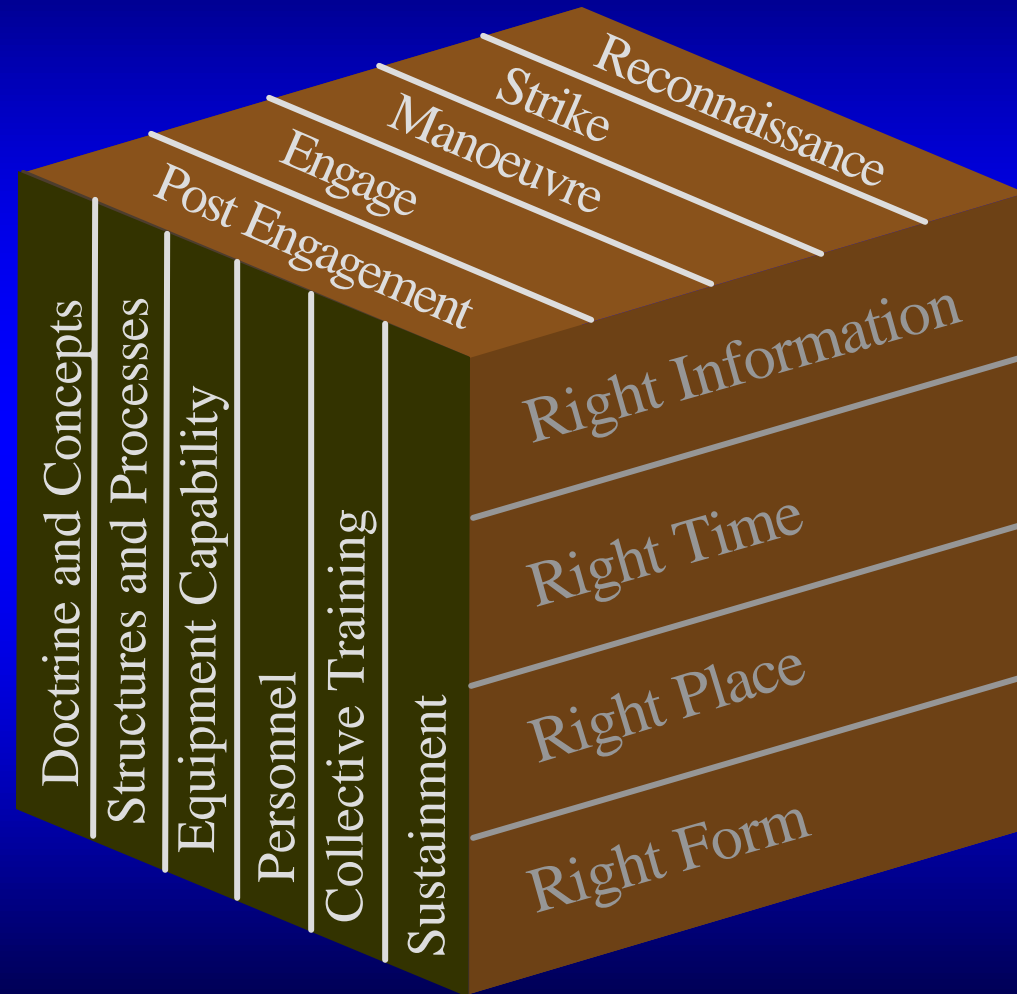 Reconnaissance
Strike
Manoeuvre
Engage
Post Engagement
Doctrine and Concepts
Structures and Processes
Equipment Capability
Personnel
Collective Training
Sustainment
Right Information
Right Time
Right Place
Right Form